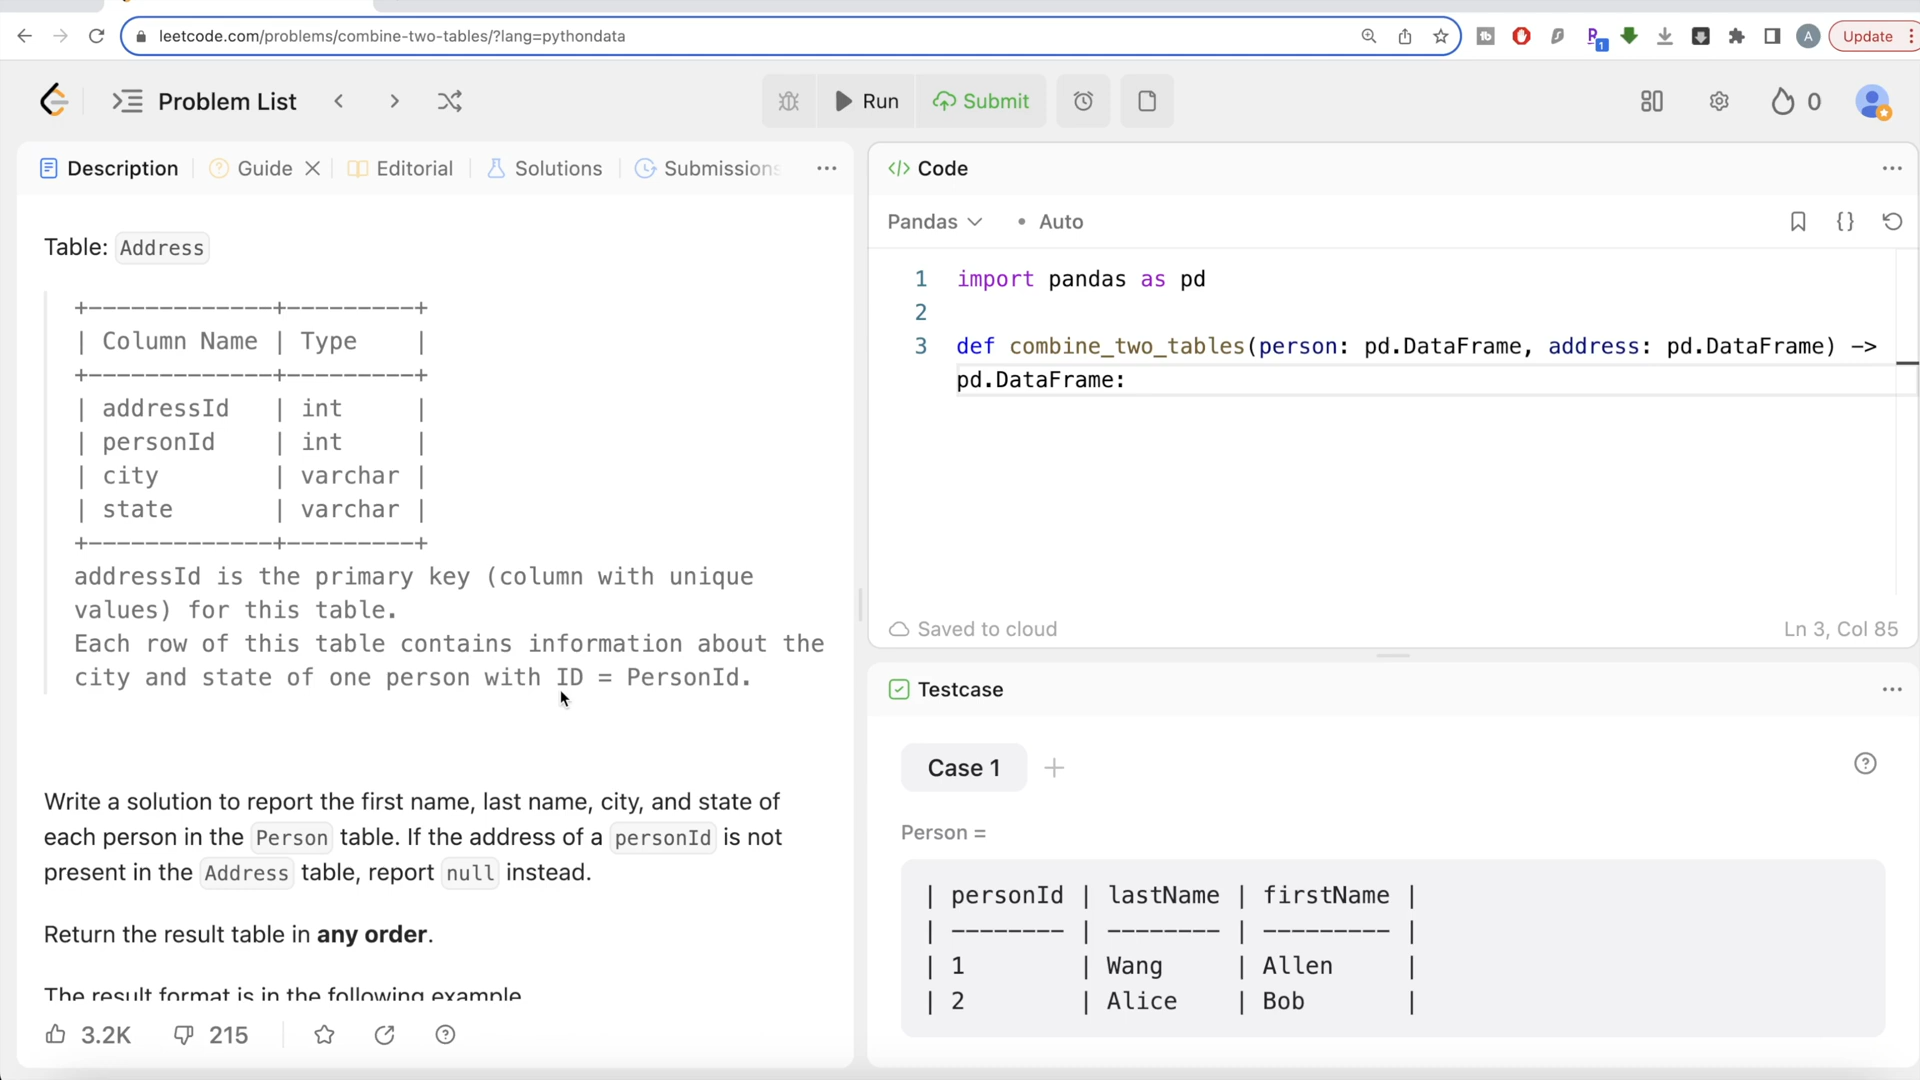 leetcode.com/problems/combine-two-tables/?lang=pythondata
1
A
Update
Problem List
Run
Submit
0
Description
Guide
Editorial
Solutions
Submissions
Table: Address
+-------------+---------+
| Column Name | Type    |
+-------------+---------+
| addressId   | int     |
| personId    | int     |
| city        | varchar |
| state       | varchar |
+-------------+---------+
addressId is the primary key (column with unique
values) for this table.
Each row of this table contains information about the
city and state of one person with ID = PersonId.
Write a solution to report the first name, last name, city, and state of
each person in the Person table. If the address of a personId is not
present in the Address table, report null instead.
Return the result table in any order.
The result format is in the following example
3.2K
215
Code
Pandas
Auto
1 import pandas as pd
2
3 def combine_two_tables(person: pd.DataFrame, address: pd.DataFrame) ->
pd.DataFrame:
Saved to cloud
Ln 3, Col 85
Testcase
Case 1
Person =
| personId | lastName | firstName |
| -------- | -------- | --------- |
| 1        | Wang     | Allen     |
| 2        | Alice    | Bob       |